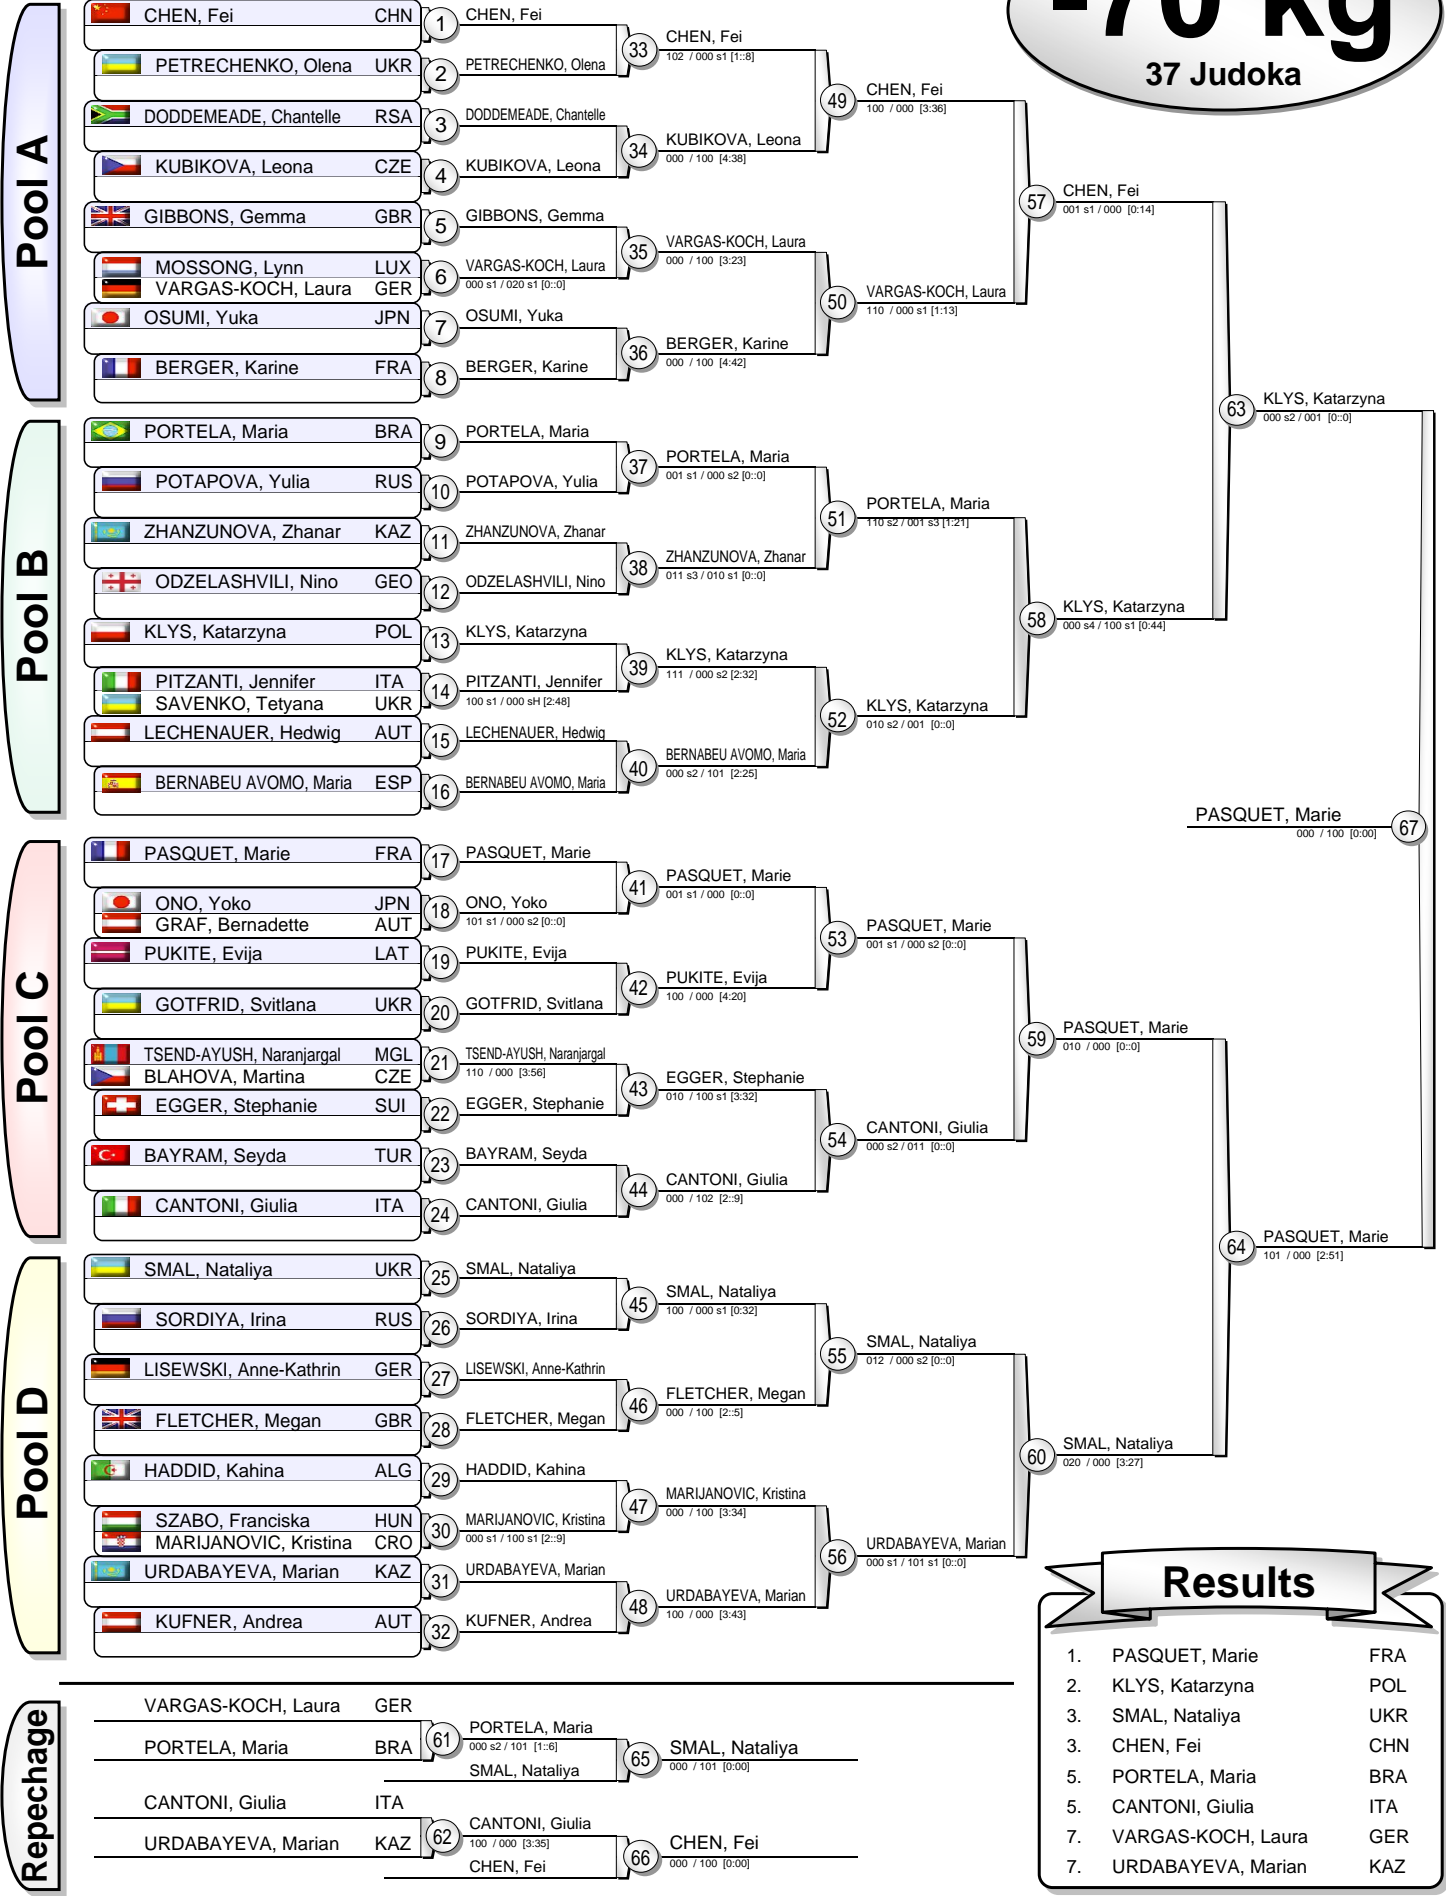 -70 kg
37 Judoka
Pool A
CHEN, Fei CHN
PETRECHENKO, Olena UKR
DODDEMEADE, Chantelle RSA
KUBIKOVA, Leona CZE
GIBBONS, Gemma GBR
MOSSONG, Lynn LUX
VARGAS-KOCH, Laura GER
OSUMI, Yuka JPN
BERGER, Karine FRA
1 CHEN, Fei
2 PETRECHENKO, Olena
3 DODDEMEADE, Chantelle
4 KUBIKOVA, Leona
5 GIBBONS, Gemma
6 VARGAS-KOCH, Laura
000 s1 / 020 s1 [0::0]
7 OSUMI, Yuka
8 BERGER, Karine
33 CHEN, Fei
102 / 000 s1 [1::8]
34 KUBIKOVA, Leona
000 / 100 [4:38]
35 VARGAS-KOCH, Laura
000 / 100 [3:23]
36 BERGER, Karine
000 / 100 [4:42]
49 CHEN, Fei
100 / 000 [3:36]
50 VARGAS-KOCH, Laura
110 / 000 s1 [1:13]
57 CHEN, Fei
001 s1 / 000 [0:14]
Pool B
PORTELA, Maria BRA
POTAPOVA, Yulia RUS
ZHANZUNOVA, Zhanar KAZ
ODZELASHVILI, Nino GEO
KLYS, Katarzyna POL
PITZANTI, Jennifer ITA
SAVENKO, Tetyana UKR
LECHENAUER, Hedwig AUT
BERNABEU AVOMO, Maria ESP
9 PORTELA, Maria
10 POTAPOVA, Yulia
11 ZHANZUNOVA, Zhanar
12 ODZELASHVILI, Nino
13 KLYS, Katarzyna
14 PITZANTI, Jennifer
100 s1 / 000 sH [2:48]
15 LECHENAUER, Hedwig
16 BERNABEU AVOMO, Maria
37 PORTELA, Maria
001 s1 / 000 s2 [0::0]
38 ZHANZUNOVA, Zhanar
011 s3 / 010 s1 [0::0]
39 KLYS, Katarzyna
111 / 000 s2 [2:32]
40 BERNABEU AVOMO, Maria
000 s2 / 101 [2:25]
51 PORTELA, Maria
110 s2 / 001 s3 [1:21]
52 KLYS, Katarzyna
010 s2 / 001 [0::0]
58 KLYS, Katarzyna
000 s4 / 100 s1 [0:44]
63 KLYS, Katarzyna
000 s2 / 001 [0::0]
PASQUET, Marie 67
000 / 100 [0:00]
Pool C
PASQUET, Marie FRA
ONO, Yoko JPN
GRAF, Bernadette AUT
PUKITE, Evija LAT
GOTFRID, Svitlana UKR
TSEND-AYUSH, Naranjargal MGL
BLAHOVA, Martina CZE
EGGER, Stephanie SUI
BAYRAM, Seyda TUR
CANTONI, Giulia ITA
17 PASQUET, Marie
18 ONO, Yoko
101 s1 / 000 s2 [0::0]
19 PUKITE, Evija
20 GOTFRID, Svitlana
21 TSEND-AYUSH, Naranjargal
110 / 000 [3:56]
22 EGGER, Stephanie
23 BAYRAM, Seyda
24 CANTONI, Giulia
41 PASQUET, Marie
001 s1 / 000 [0::0]
42 PUKITE, Evija
100 / 000 [4:20]
43 EGGER, Stephanie
010 / 100 s1 [3:32]
44 CANTONI, Giulia
000 / 102 [2::9]
53 PASQUET, Marie
001 s1 / 000 s2 [0::0]
54 CANTONI, Giulia
000 s2 / 011 [0::0]
59 PASQUET, Marie
010 / 000 [0::0]
Pool D
SMAL, Nataliya UKR
SORDIYA, Irina RUS
LISEWSKI, Anne-Kathrin GER
FLETCHER, Megan GBR
HADDID, Kahina ALG
SZABO, Franciska HUN
MARIJANOVIC, Kristina CRO
URDABAYEVA, Marian KAZ
KUFNER, Andrea AUT
25 SMAL, Nataliya
26 SORDIYA, Irina
27 LISEWSKI, Anne-Kathrin
28 FLETCHER, Megan
29 HADDID, Kahina
30 MARIJANOVIC, Kristina
000 s1 / 100 s1 [2::9]
31 URDABAYEVA, Marian
32 KUFNER, Andrea
45 SMAL, Nataliya
100 / 000 s1 [0:32]
46 FLETCHER, Megan
000 / 100 [2::5]
47 MARIJANOVIC, Kristina
000 / 100 [3:34]
48 URDABAYEVA, Marian
100 / 000 [3:43]
55 SMAL, Nataliya
012 / 000 s2 [0::0]
56 URDABAYEVA, Marian
000 s1 / 101 s1 [0::0]
60 SMAL, Nataliya
020 / 000 [3:27]
64 PASQUET, Marie
101 / 000 [2:51]
Repechage
VARGAS-KOCH, Laura GER
PORTELA, Maria BRA
61 PORTELA, Maria
000 s2 / 101 [1::6]
SMAL, Nataliya
65 SMAL, Nataliya
000 / 101 [0:00]
CANTONI, Giulia ITA
URDABAYEVA, Marian KAZ
62 CANTONI, Giulia
100 / 000 [3:35]
CHEN, Fei
66 CHEN, Fei
000 / 100 [0:00]
Results
1. PASQUET, Marie FRA
2. KLYS, Katarzyna POL
3. SMAL, Nataliya UKR
3. CHEN, Fei CHN
5. PORTELA, Maria BRA
5. CANTONI, Giulia ITA
7. VARGAS-KOCH, Laura GER
7. URDABAYEVA, Marian KAZ